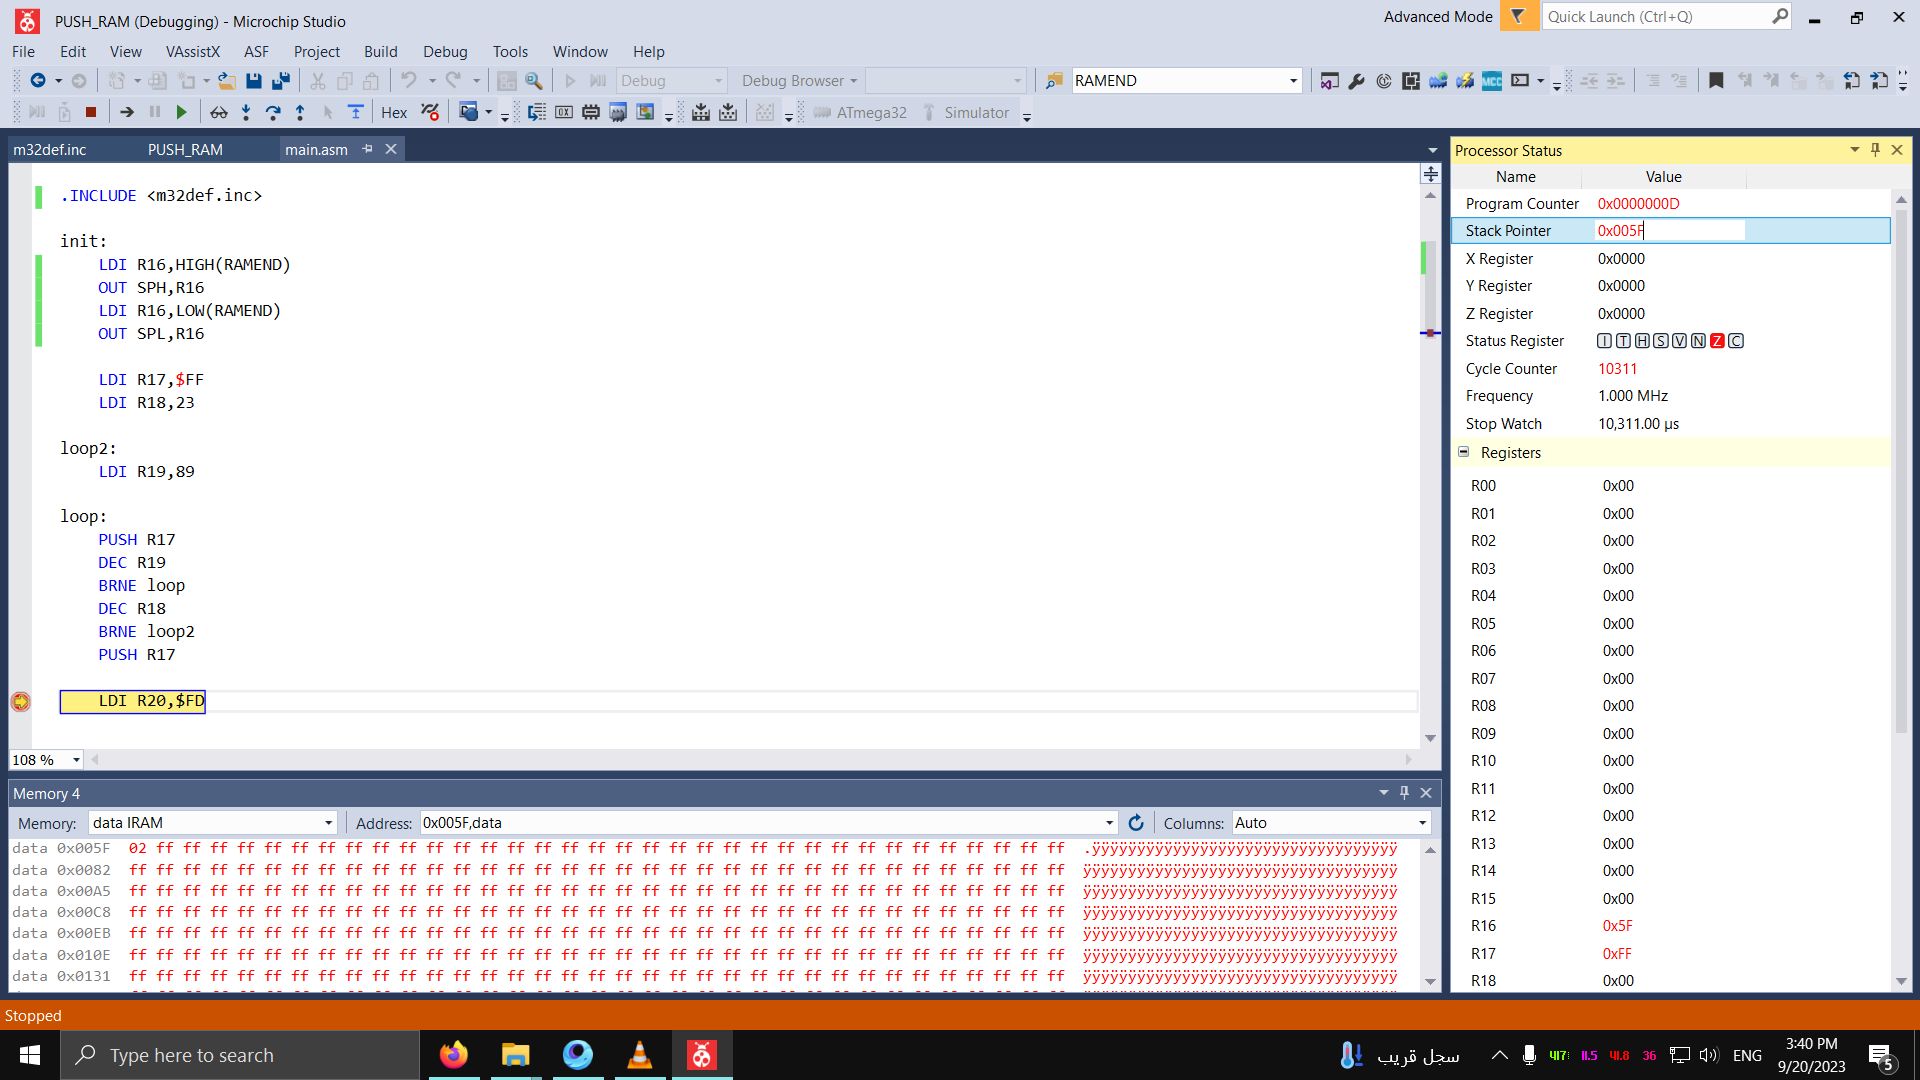 PUSH_RAM (Debugging) - Microchip Studio
Advanced Mode
Quick Launch (Ctrl+Q)
File Edit View VAssistX ASF Project Build Debug Tools Window Help
Debug
Debug Browser
RAMEND
Hex
ATmega32
Simulator
m32def.inc PUSH_RAM main.asm
.INCLUDE <m32def.inc>
init:
LDI R16,HIGH(RAMEND)
OUT SPH,R16
LDI R16,LOW(RAMEND)
OUT SPL,R16
LDI R17,$FF
LDI R18,23
loop2:
LDI R19,89
loop:
PUSH R17
DEC R19
BRNE loop
DEC R18
BRNE loop2
PUSH R17
LDI R20,$FD
108 %
Memory 4
Memory: data IRAM Address: 0x005F,data Columns: Auto
data 0x005F 02 ff ff ff ff ff ff ff ff ff ff ff ff ff ff ff ff ff ff ff ff ff ff ff ff ff ff ff ff ff ff ff ff ff ff .ÿÿÿÿÿÿÿÿÿÿÿÿÿÿÿÿÿÿÿÿÿÿÿÿÿÿÿÿÿÿÿÿÿÿ
data 0x0082 ff ff ff ff ff ff ff ff ff ff ff ff ff ff ff ff ff ff ff ff ff ff ff ff ff ff ff ff ff ff ff ff ff ff ff ÿÿÿÿÿÿÿÿÿÿÿÿÿÿÿÿÿÿÿÿÿÿÿÿÿÿÿÿÿÿÿÿÿÿÿ
data 0x00A5 ff ff ff ff ff ff ff ff ff ff ff ff ff ff ff ff ff ff ff ff ff ff ff ff ff ff ff ff ff ff ff ff ff ff ff ÿÿÿÿÿÿÿÿÿÿÿÿÿÿÿÿÿÿÿÿÿÿÿÿÿÿÿÿÿÿÿÿÿÿÿ
data 0x00C8 ff ff ff ff ff ff ff ff ff ff ff ff ff ff ff ff ff ff ff ff ff ff ff ff ff ff ff ff ff ff ff ff ff ff ff ÿÿÿÿÿÿÿÿÿÿÿÿÿÿÿÿÿÿÿÿÿÿÿÿÿÿÿÿÿÿÿÿÿÿÿ
data 0x00EB ff ff ff ff ff ff ff ff ff ff ff ff ff ff ff ff ff ff ff ff ff ff ff ff ff ff ff ff ff ff ff ff ff ff ff ÿÿÿÿÿÿÿÿÿÿÿÿÿÿÿÿÿÿÿÿÿÿÿÿÿÿÿÿÿÿÿÿÿÿÿ
data 0x010E ff ff ff ff ff ff ff ff ff ff ff ff ff ff ff ff ff ff ff ff ff ff ff ff ff ff ff ff ff ff ff ff ff ff ff ÿÿÿÿÿÿÿÿÿÿÿÿÿÿÿÿÿÿÿÿÿÿÿÿÿÿÿÿÿÿÿÿÿÿÿ
data 0x0131 ff ff ff ff ff ff ff ff ff ff ff ff ff ff ff ff ff ff ff ff ff ff ff ff ff ff ff ff ff ff ff ff ff ff ff ÿÿÿÿÿÿÿÿÿÿÿÿÿÿÿÿÿÿÿÿÿÿÿÿÿÿÿÿÿÿÿÿÿÿÿ
Processor Status
Name Value
Program Counter 0x0000000D
Stack Pointer 0x005F
X Register 0x0000
Y Register 0x0000
Z Register 0x0000
Status Register I T H S V N Z C
Cycle Counter 10311
Frequency 1.000 MHz
Stop Watch 10,311.00 µs
Registers
R00 0x00
R01 0x00
R02 0x00
R03 0x00
R04 0x00
R05 0x00
R06 0x00
R07 0x00
R08 0x00
R09 0x00
R10 0x00
R11 0x00
R12 0x00
R13 0x00
R14 0x00
R15 0x00
R16 0x5F
R17 0xFF
R18 0x00
Stopped
Type here to search
سجل قريب
36
ENG
3:40 PM
9/20/2023
5